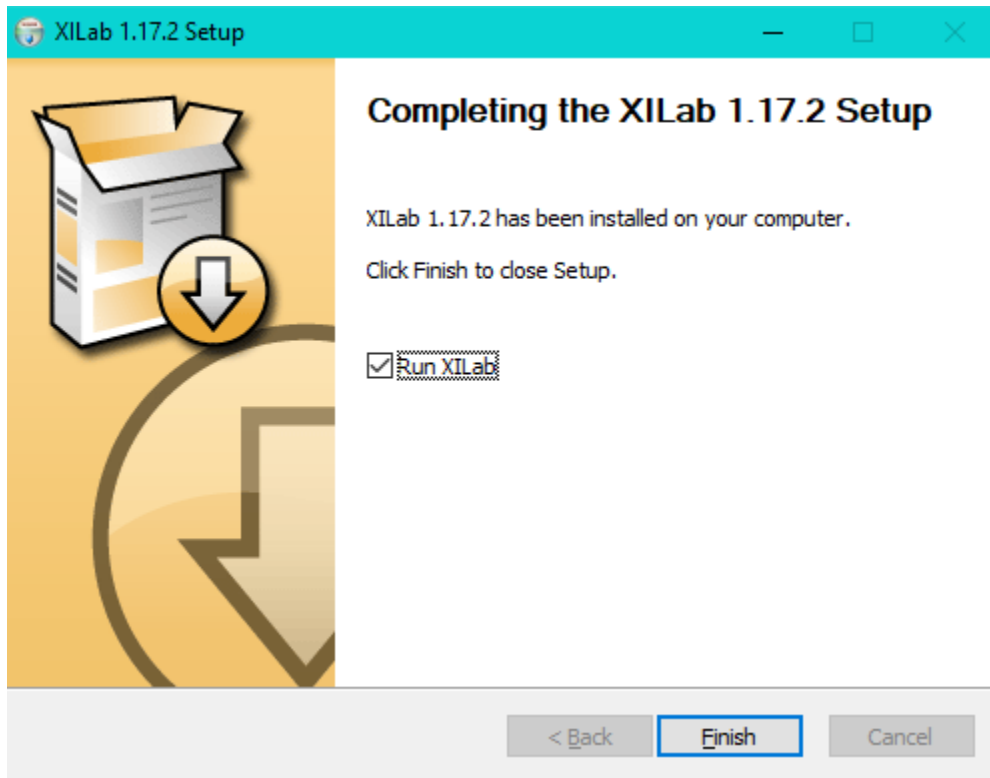 XILab 1.17.2 Setup
Completing the XILab 1.17.2 Setup
XILab 1.17.2 has been installed on your computer.
Click Finish to close Setup.
Run XILab
< Back Finish Cancel